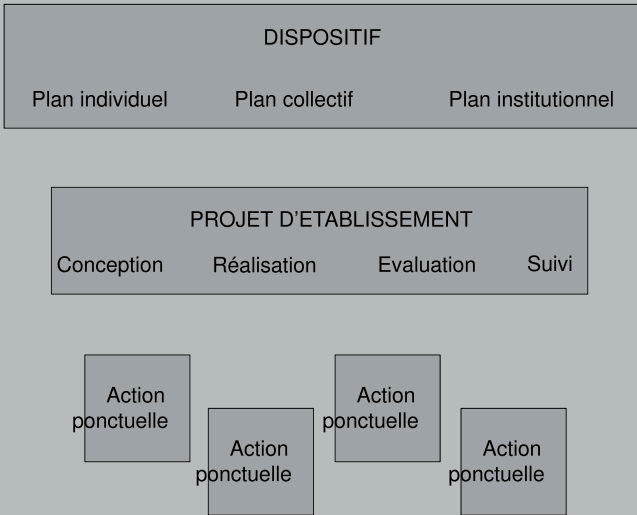 DISPOSITIF
Plan individuel Plan collectif Plan institutionnel
PROJET D'ETABLISSEMENT
Conception Réalisation Evaluation Suivi
Action
ponctuelle
Action
ponctuelle
Action
ponctuelle
Action
ponctuelle